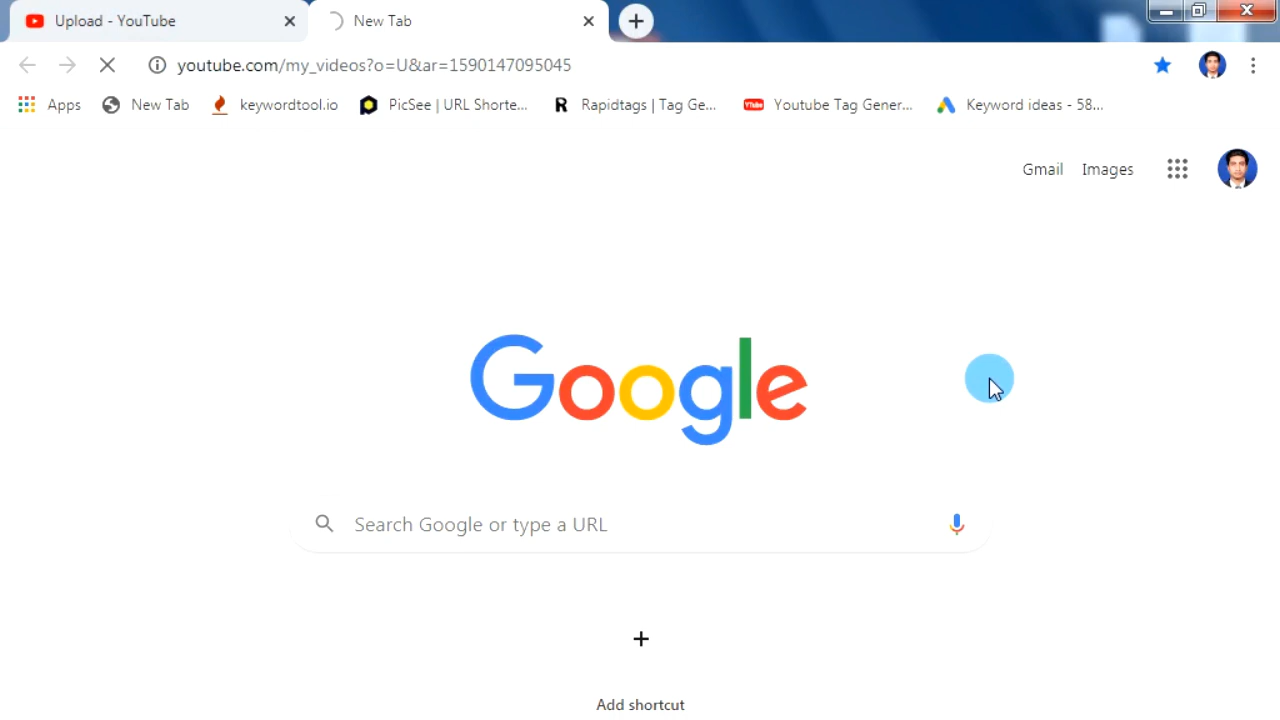 Upload - YouTube
New Tab
youtube.com/my_videos?o=U&ar=1590147095045
Apps
New Tab
keywordtool.io
PicSee | URL Shorte...
Rapidtags | Tag Ge...
YTube
Youtube Tag Gener...
Keyword ideas - 58...
Gmail
Images
Google
Search Google or type a URL
Add shortcut